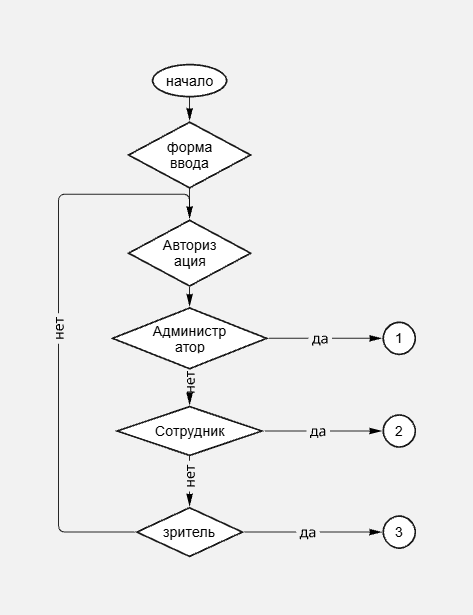 начало
форма
ввода
Авториз
ация
Администр
атор
да
1
нет
нет
Сотрудник
да
2
нет
зритель
да
3